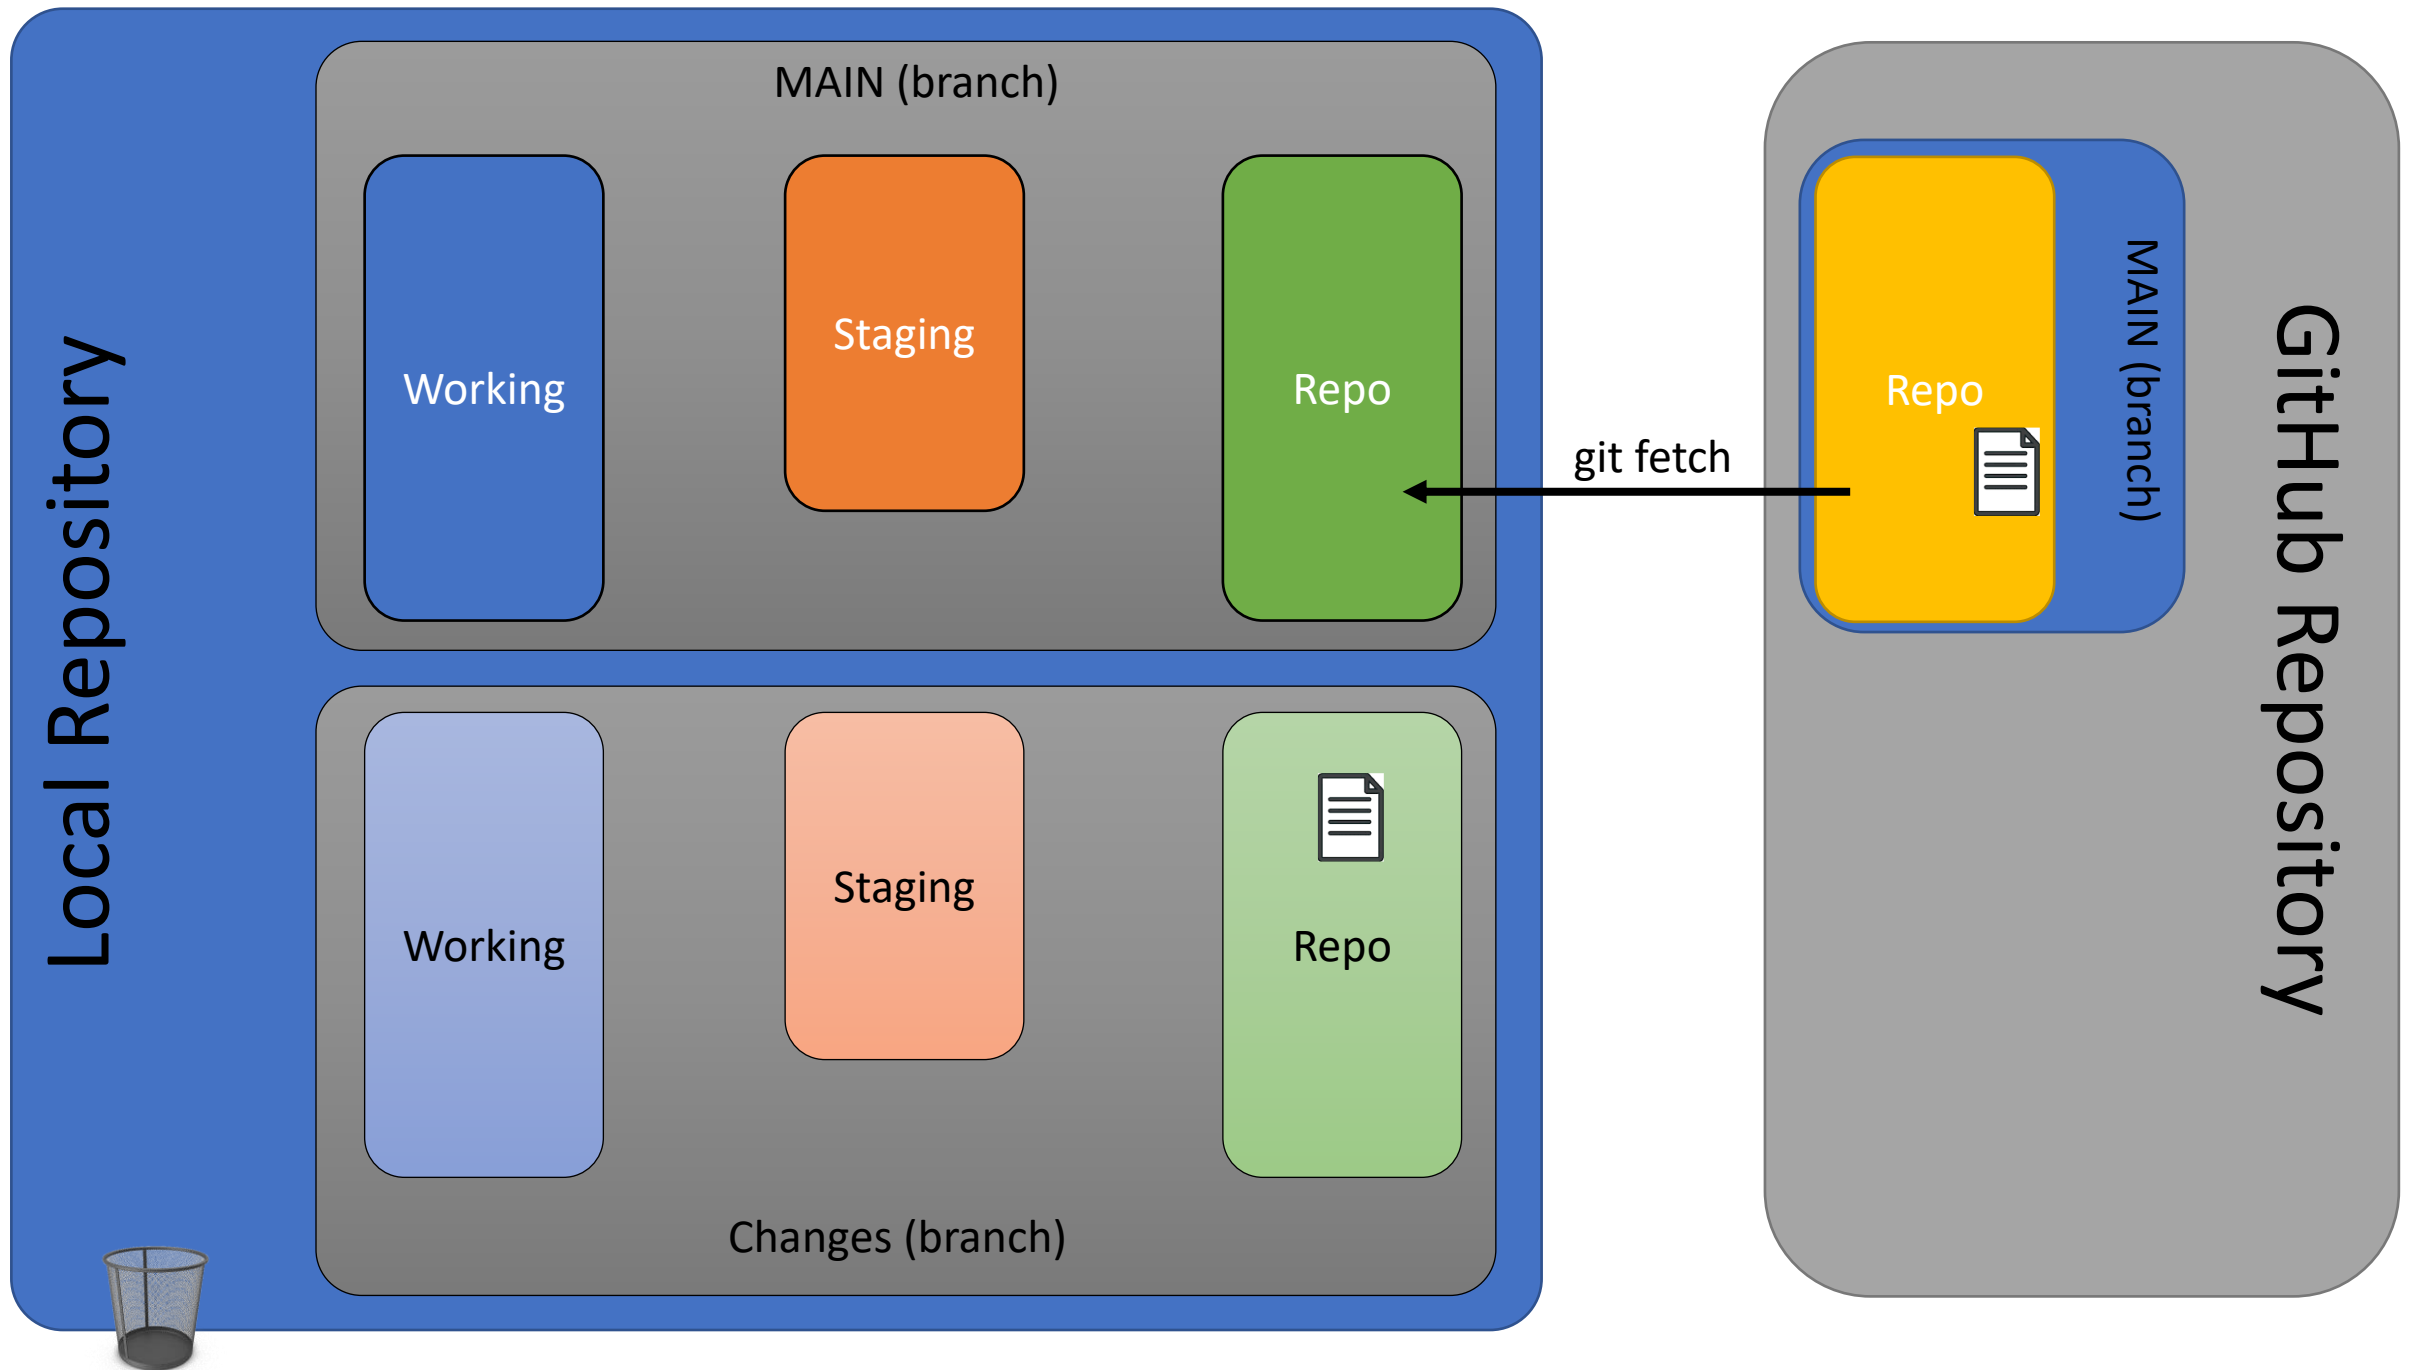 Local Repository
MAIN (branch)
Working
Staging
Repo
git fetch
Repo
MAIN (branch)
GitHub Repository
Working
Staging
Repo
Changes (branch)